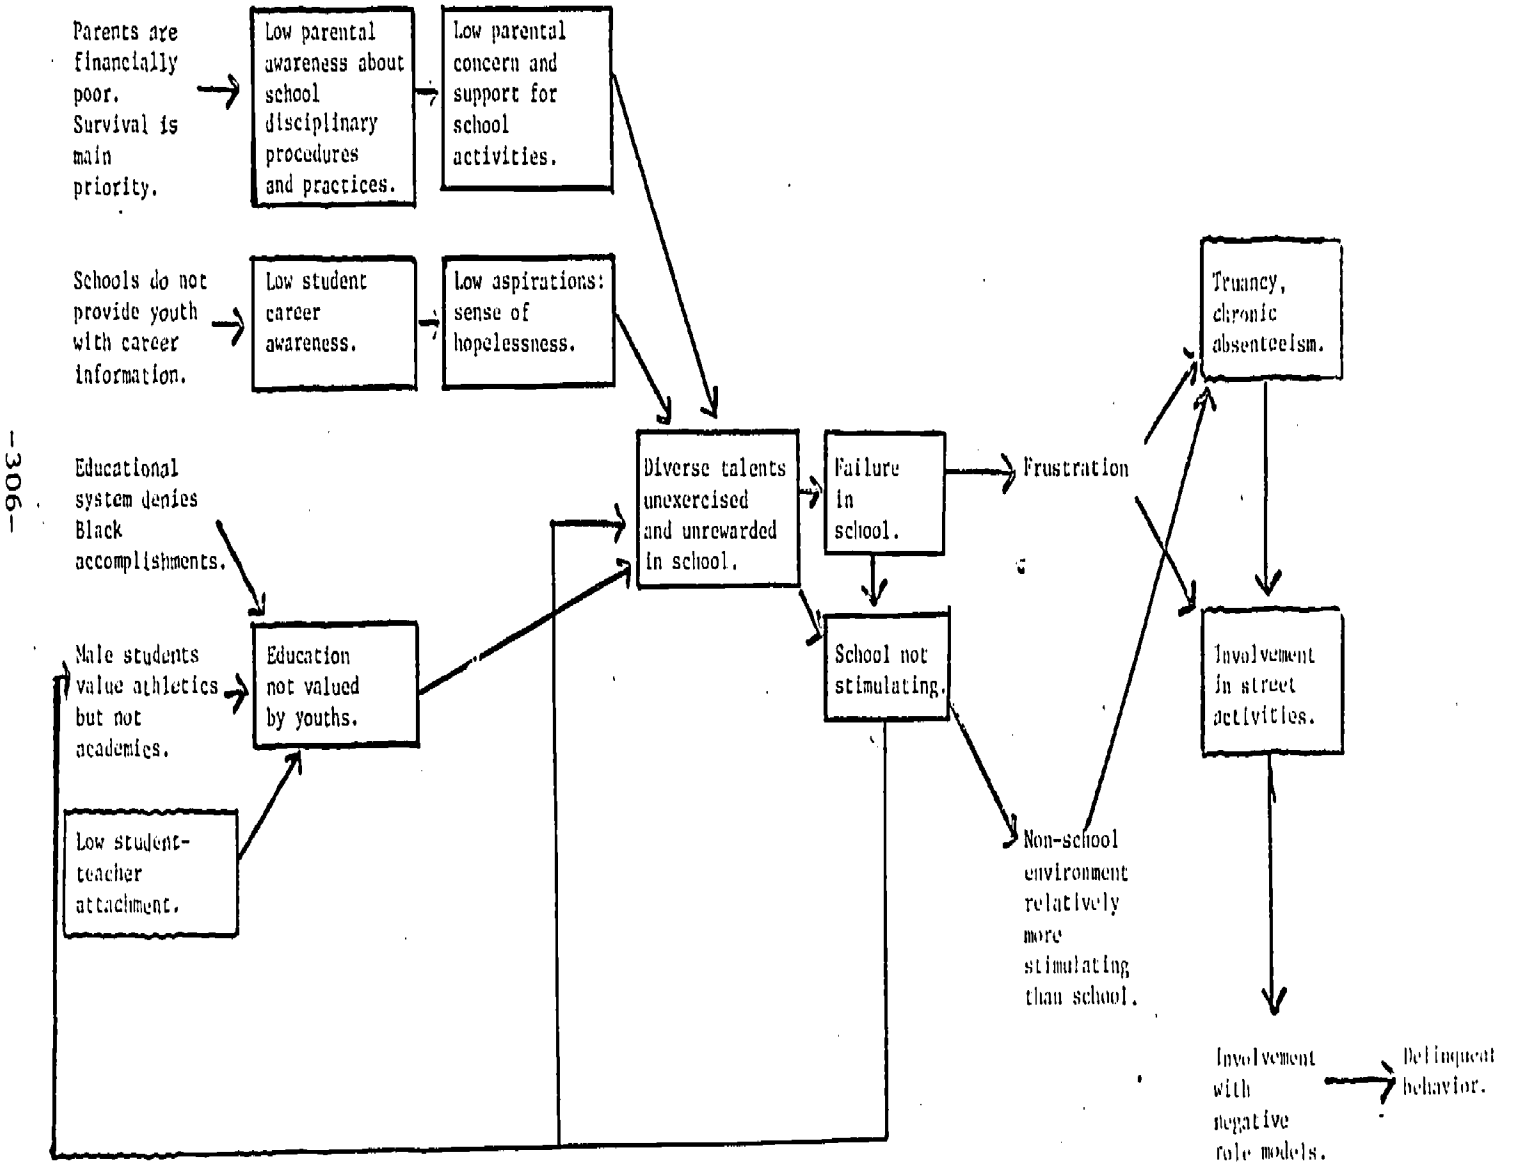 Parents are
financially
poor.
Survival is
main
priority.
Low parental
awareness about
school
disciplinary
procedures
and practices.
Low parental
concern and
support for
school
activities.
Schools do not
provide youth
with career
information.
Low student
career
awareness.
Low aspirations:
sense of
hopelessness.
Truancy,
chronic
absenteeism.
-306-
Educational
system denies
Black
accomplishments.
Diverse talents
unexercised
and unrewarded
in school.
Failure
in
school.
Frustration
Male students
value athletics
but not
academics.
Education
not valued
by youths.
School not
stimulating.
Involvement
in street
activities.
Low student-
teacher
attachment.
Non-school
environment
relatively
more
stimulating
than school.
Involvement
with
negative
role models.
Delinquent
behavior.